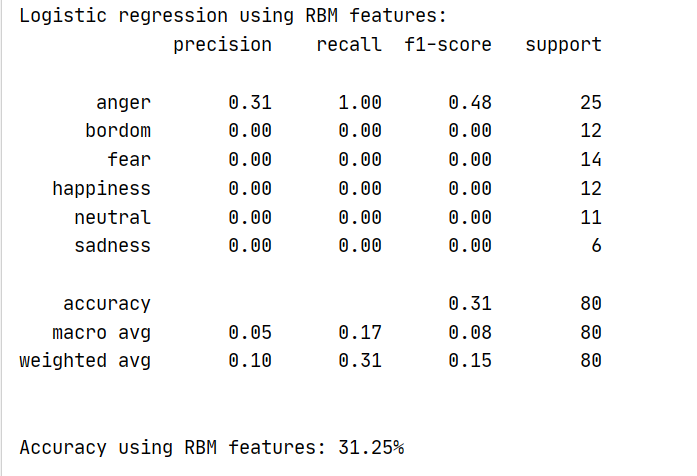 Logistic regression using RBM features:
precision recall f1-score support
anger 0.31 1.00 0.48 25
bordom 0.00 0.00 0.00 12
fear 0.00 0.00 0.00 14
happiness 0.00 0.00 0.00 12
neutral 0.00 0.00 0.00 11
sadness 0.00 0.00 0.00 6
accuracy 0.31 80
macro avg 0.05 0.17 0.08 80
weighted avg 0.10 0.31 0.15 80
Accuracy using RBM features: 31.25%